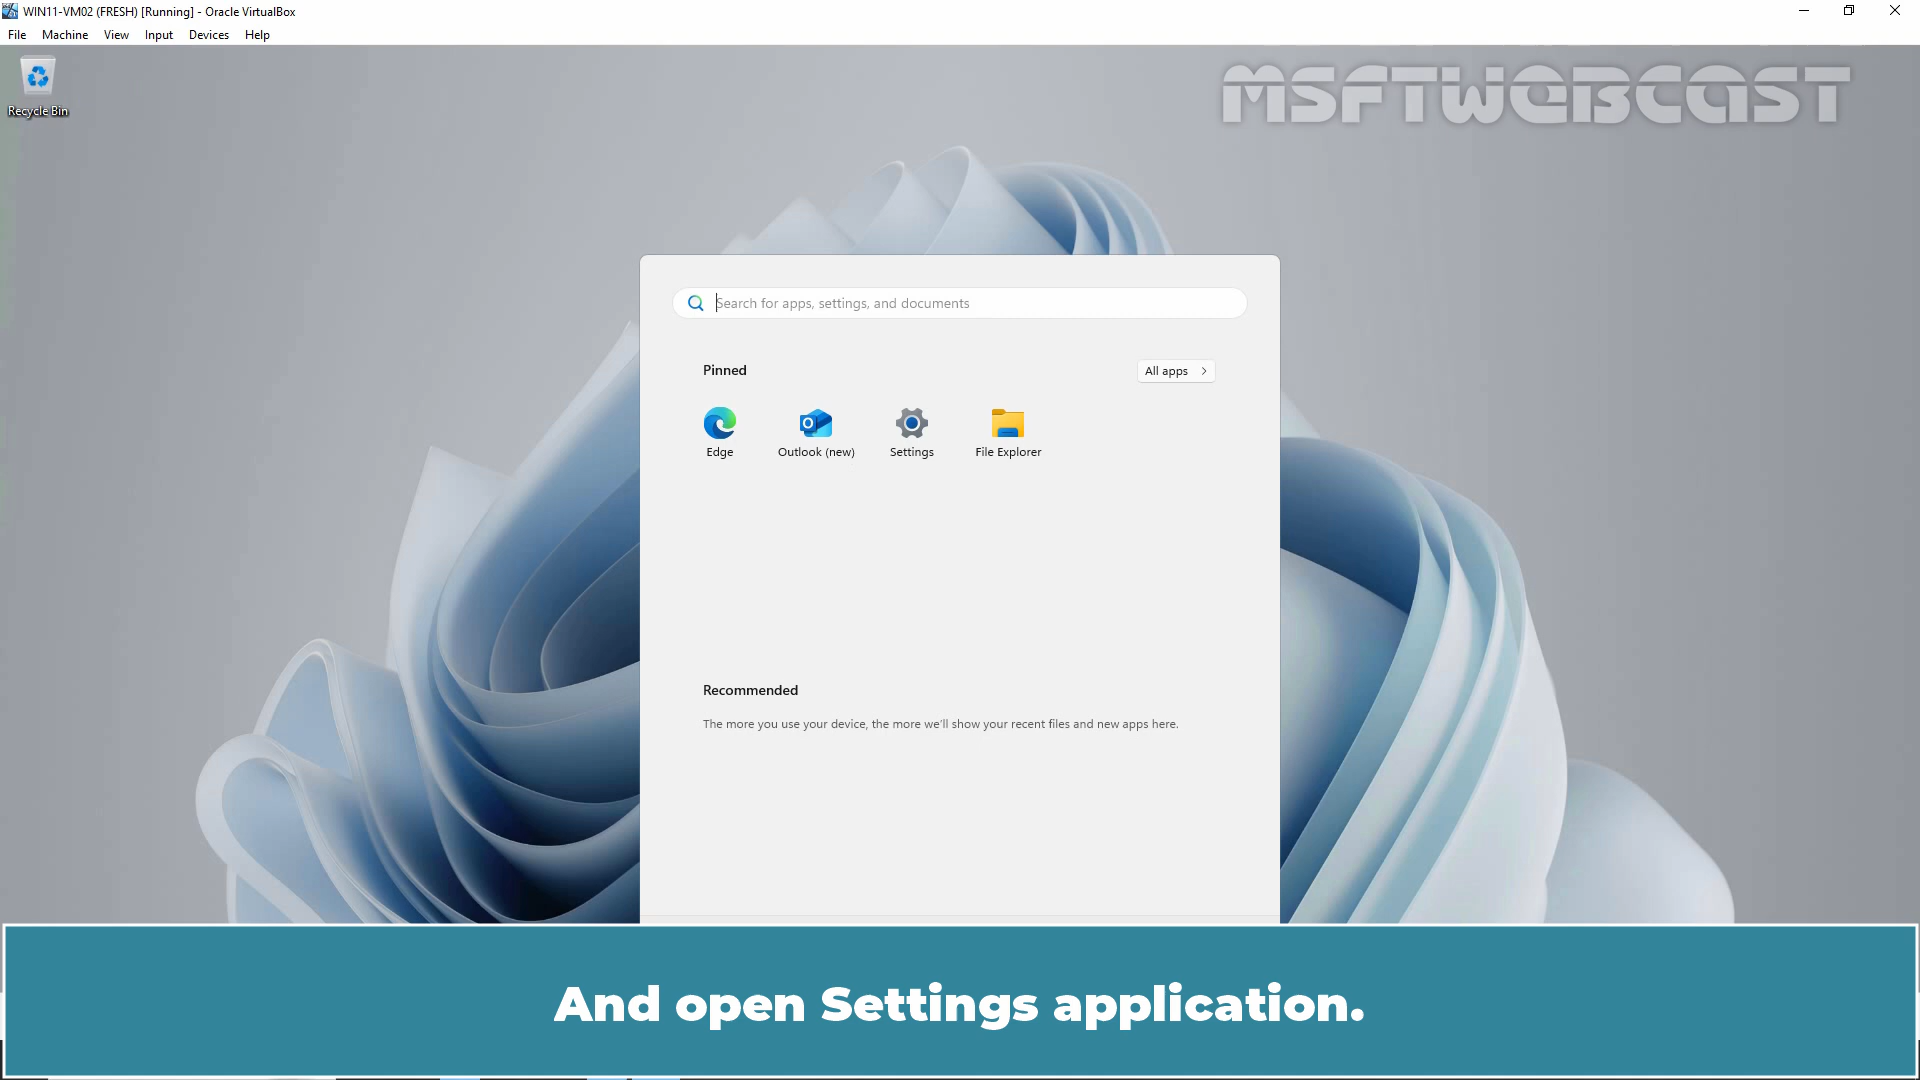 WIN11-VM02 (FRESH) [Running] - Oracle VirtualBox
File Machine View Input Devices Help
Recycle Bin
MSFTWEBCAST
Search for apps, settings, and documents
Pinned
All apps
Edge
Outlook (new)
Settings
File Explorer
Recommended
The more you use your device, the more we'll show your recent files and new apps here.
And open Settings application.